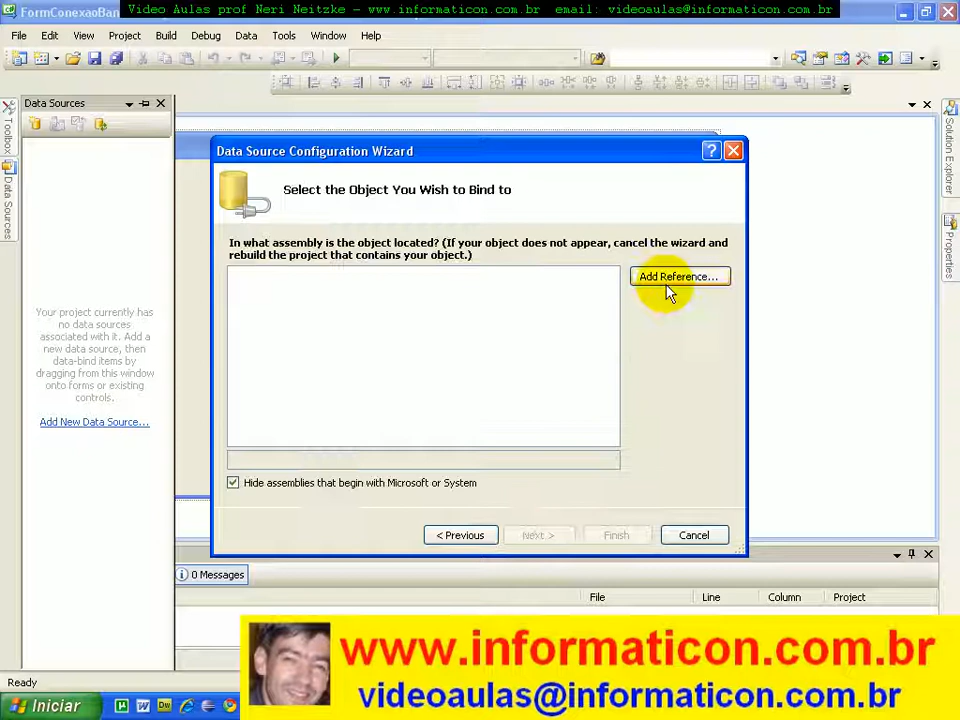 FormConexaoBan
Video Aulas prof Neri Neitzke – www.informaticon.com.br  email: videoaulas@informaticon.com.br
File Edit View Project Build Debug Data Tools Window Help
Data Sources
Toolbox
Data Sources
Solution Explorer
Properties
Data Source Configuration Wizard
Select the Object You Wish to Bind to
In what assembly is the object located? (If your object does not appear, cancel the wizard and
rebuild the project that contains your object.)
Add Reference...
Your project currently has
no data sources
associated with it. Add a
new data source, then
data-bind items by
dragging from this window
onto forms or existing
controls.
Add New Data Source...
Hide assemblies that begin with Microsoft or System
< Previous Next > Finish Cancel
0 Messages
File Line Column Project
Ready
www.informaticon.com.br
videoaulas@informaticon.com.br
Iniciar